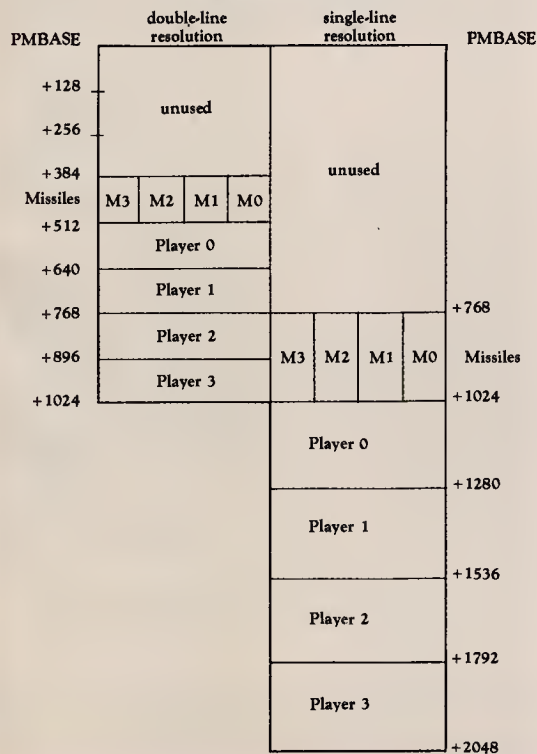 double-line single-line
PMBASE resolution resolution PMBASE
+128
unused
+256
+384 unused
Missiles M3 M2 M1 M0
+512
Player 0
+640
Player 1
+768 +768
Player 2
+896 M3 M2 M1 M0 Missiles
Player 3
+1024 +1024
Player 0
+1280
Player 1
+1536
Player 2
+1792
Player 3
+2048